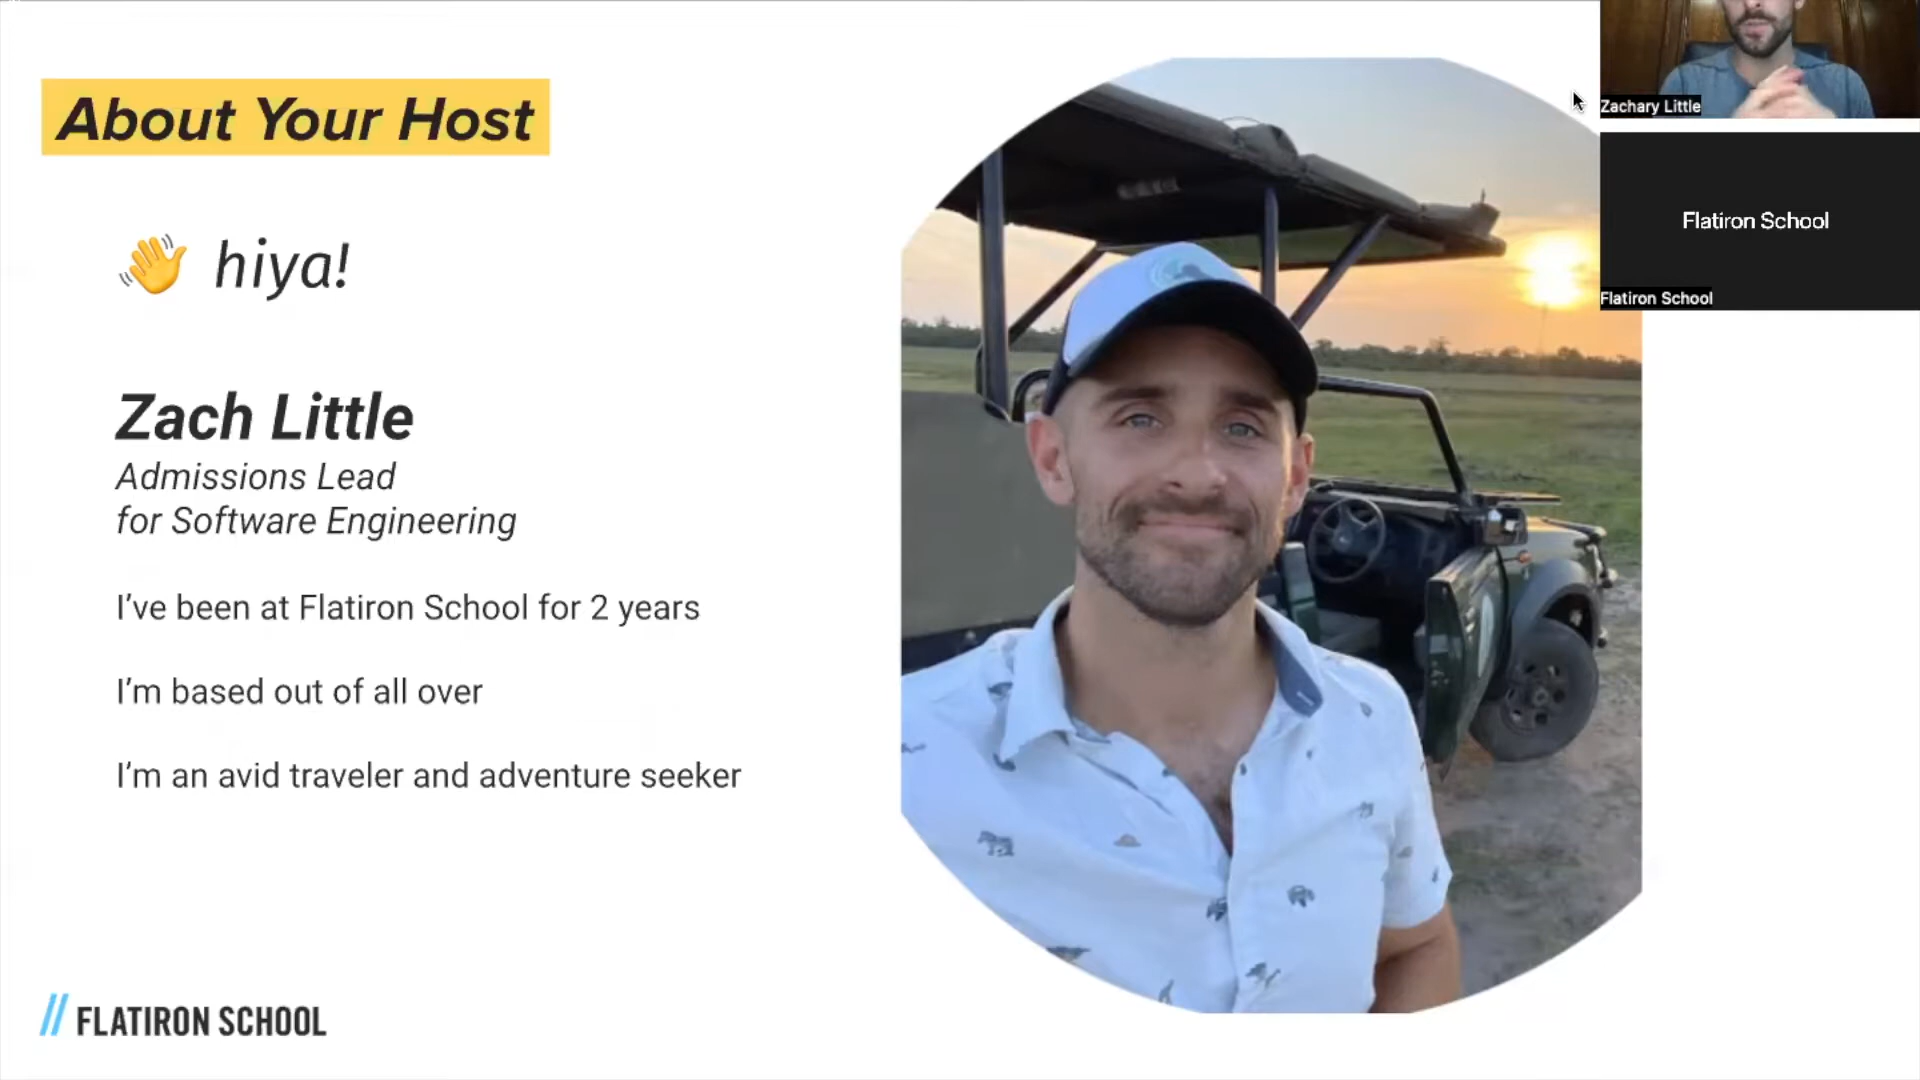 About Your Host
hiya!
Zach Little
Admissions Lead
for Software Engineering
I’ve been at Flatiron School for 2 years
I’m based out of all over
I’m an avid traveler and adventure seeker
// FLATIRON SCHOOL
Zachary Little
Flatiron School
Flatiron School